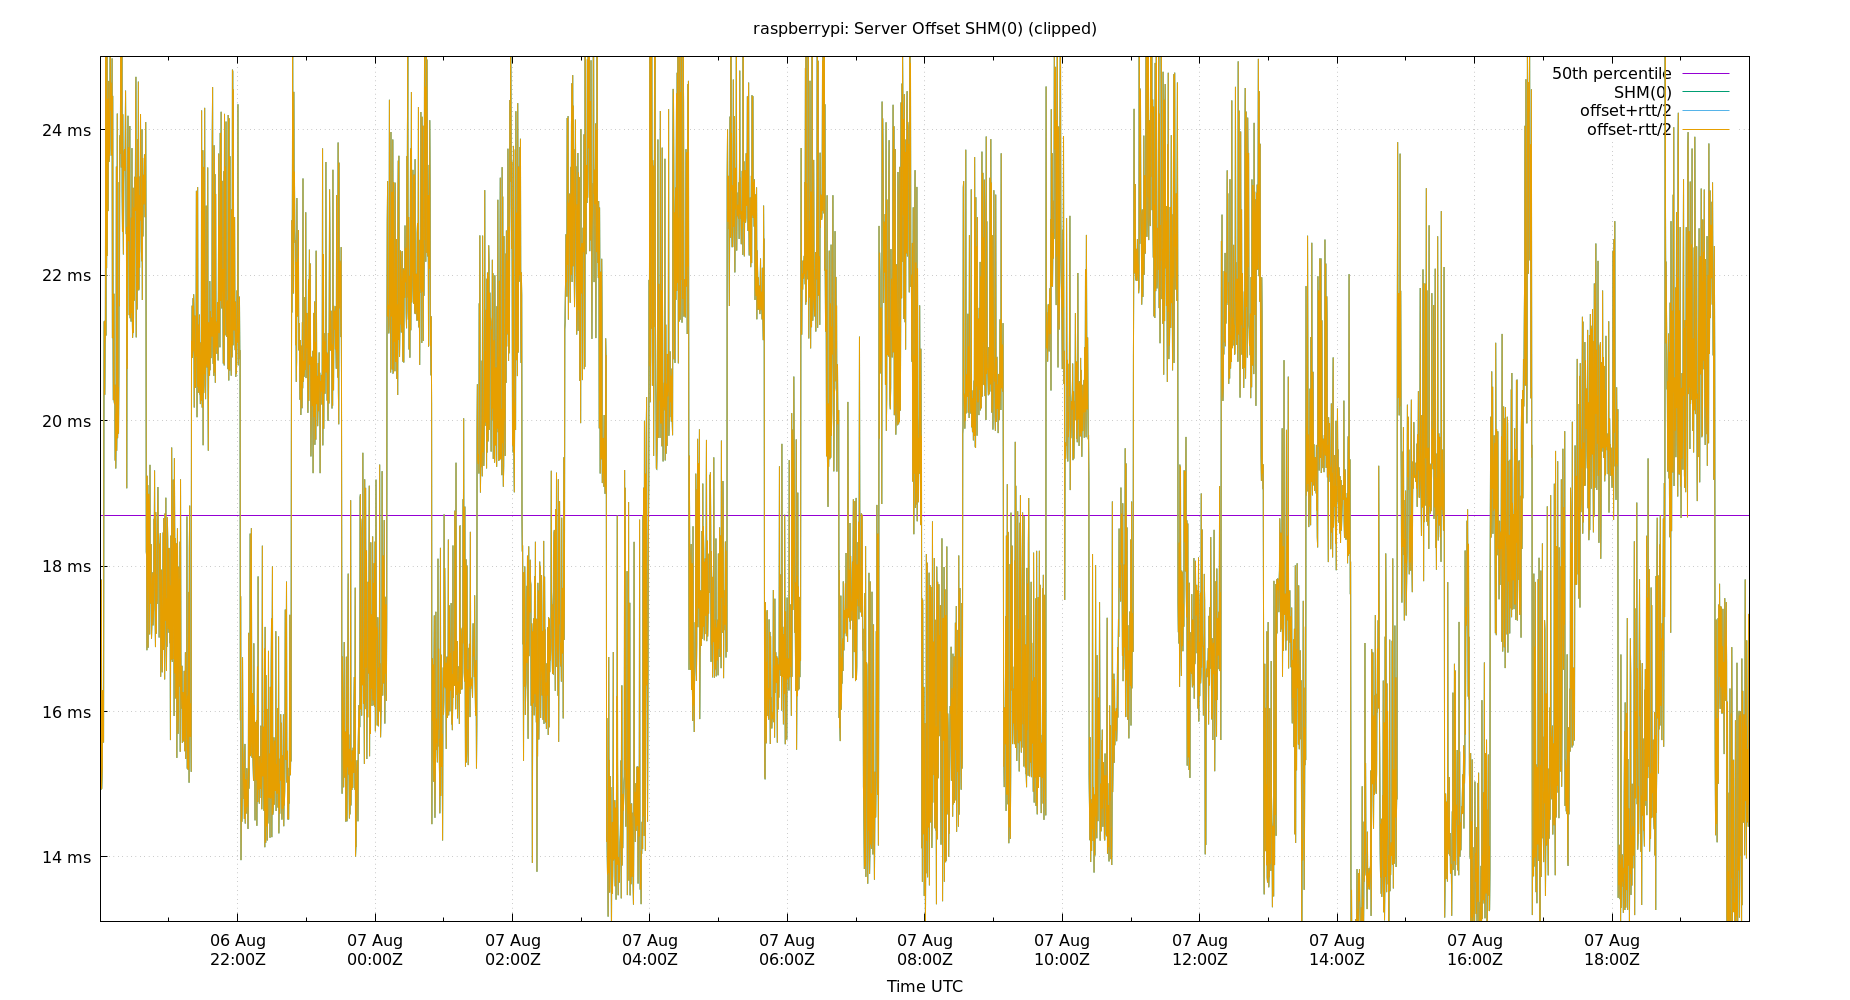 raspberrypi: Server Offset SHM(0) (clipped)
50th percentile
SHM(0)
offset+rtt/2
offset-rtt/2
24 ms
22 ms
20 ms
18 ms
16 ms
14 ms
06 Aug 07 Aug 07 Aug 07 Aug 07 Aug 07 Aug 07 Aug 07 Aug 07 Aug 07 Aug 07 Aug
22:00Z 00:00Z 02:00Z 04:00Z 06:00Z 08:00Z 10:00Z 12:00Z 14:00Z 16:00Z 18:00Z
Time UTC